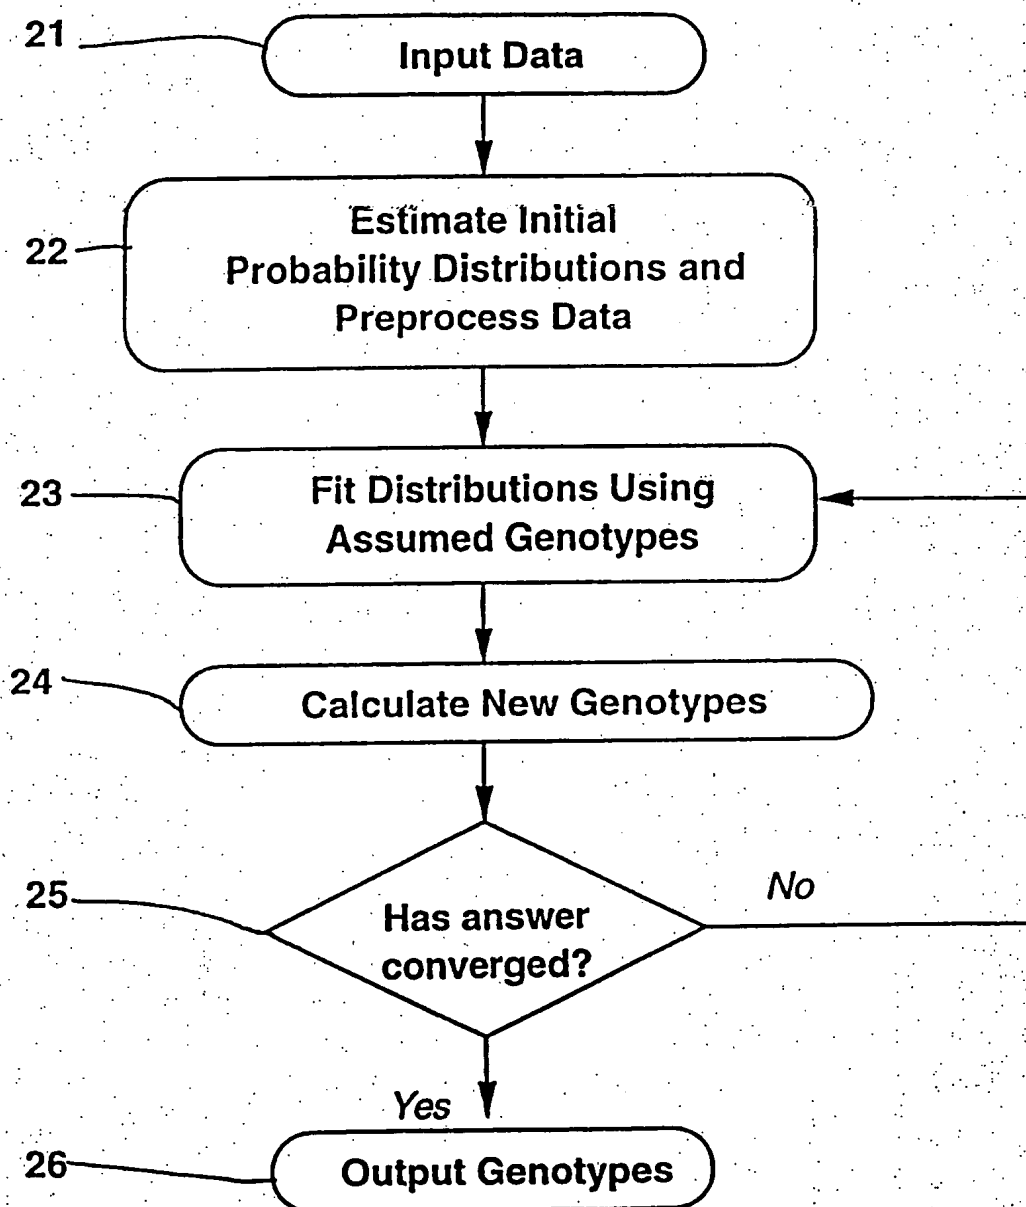 21
Input Data
22
Estimate Initial
Probability Distributions and
Preprocess Data
23
Fit Distributions Using
Assumed Genotypes
24
Calculate New Genotypes
25
Has answer
converged?
No
Yes
26
Output Genotypes